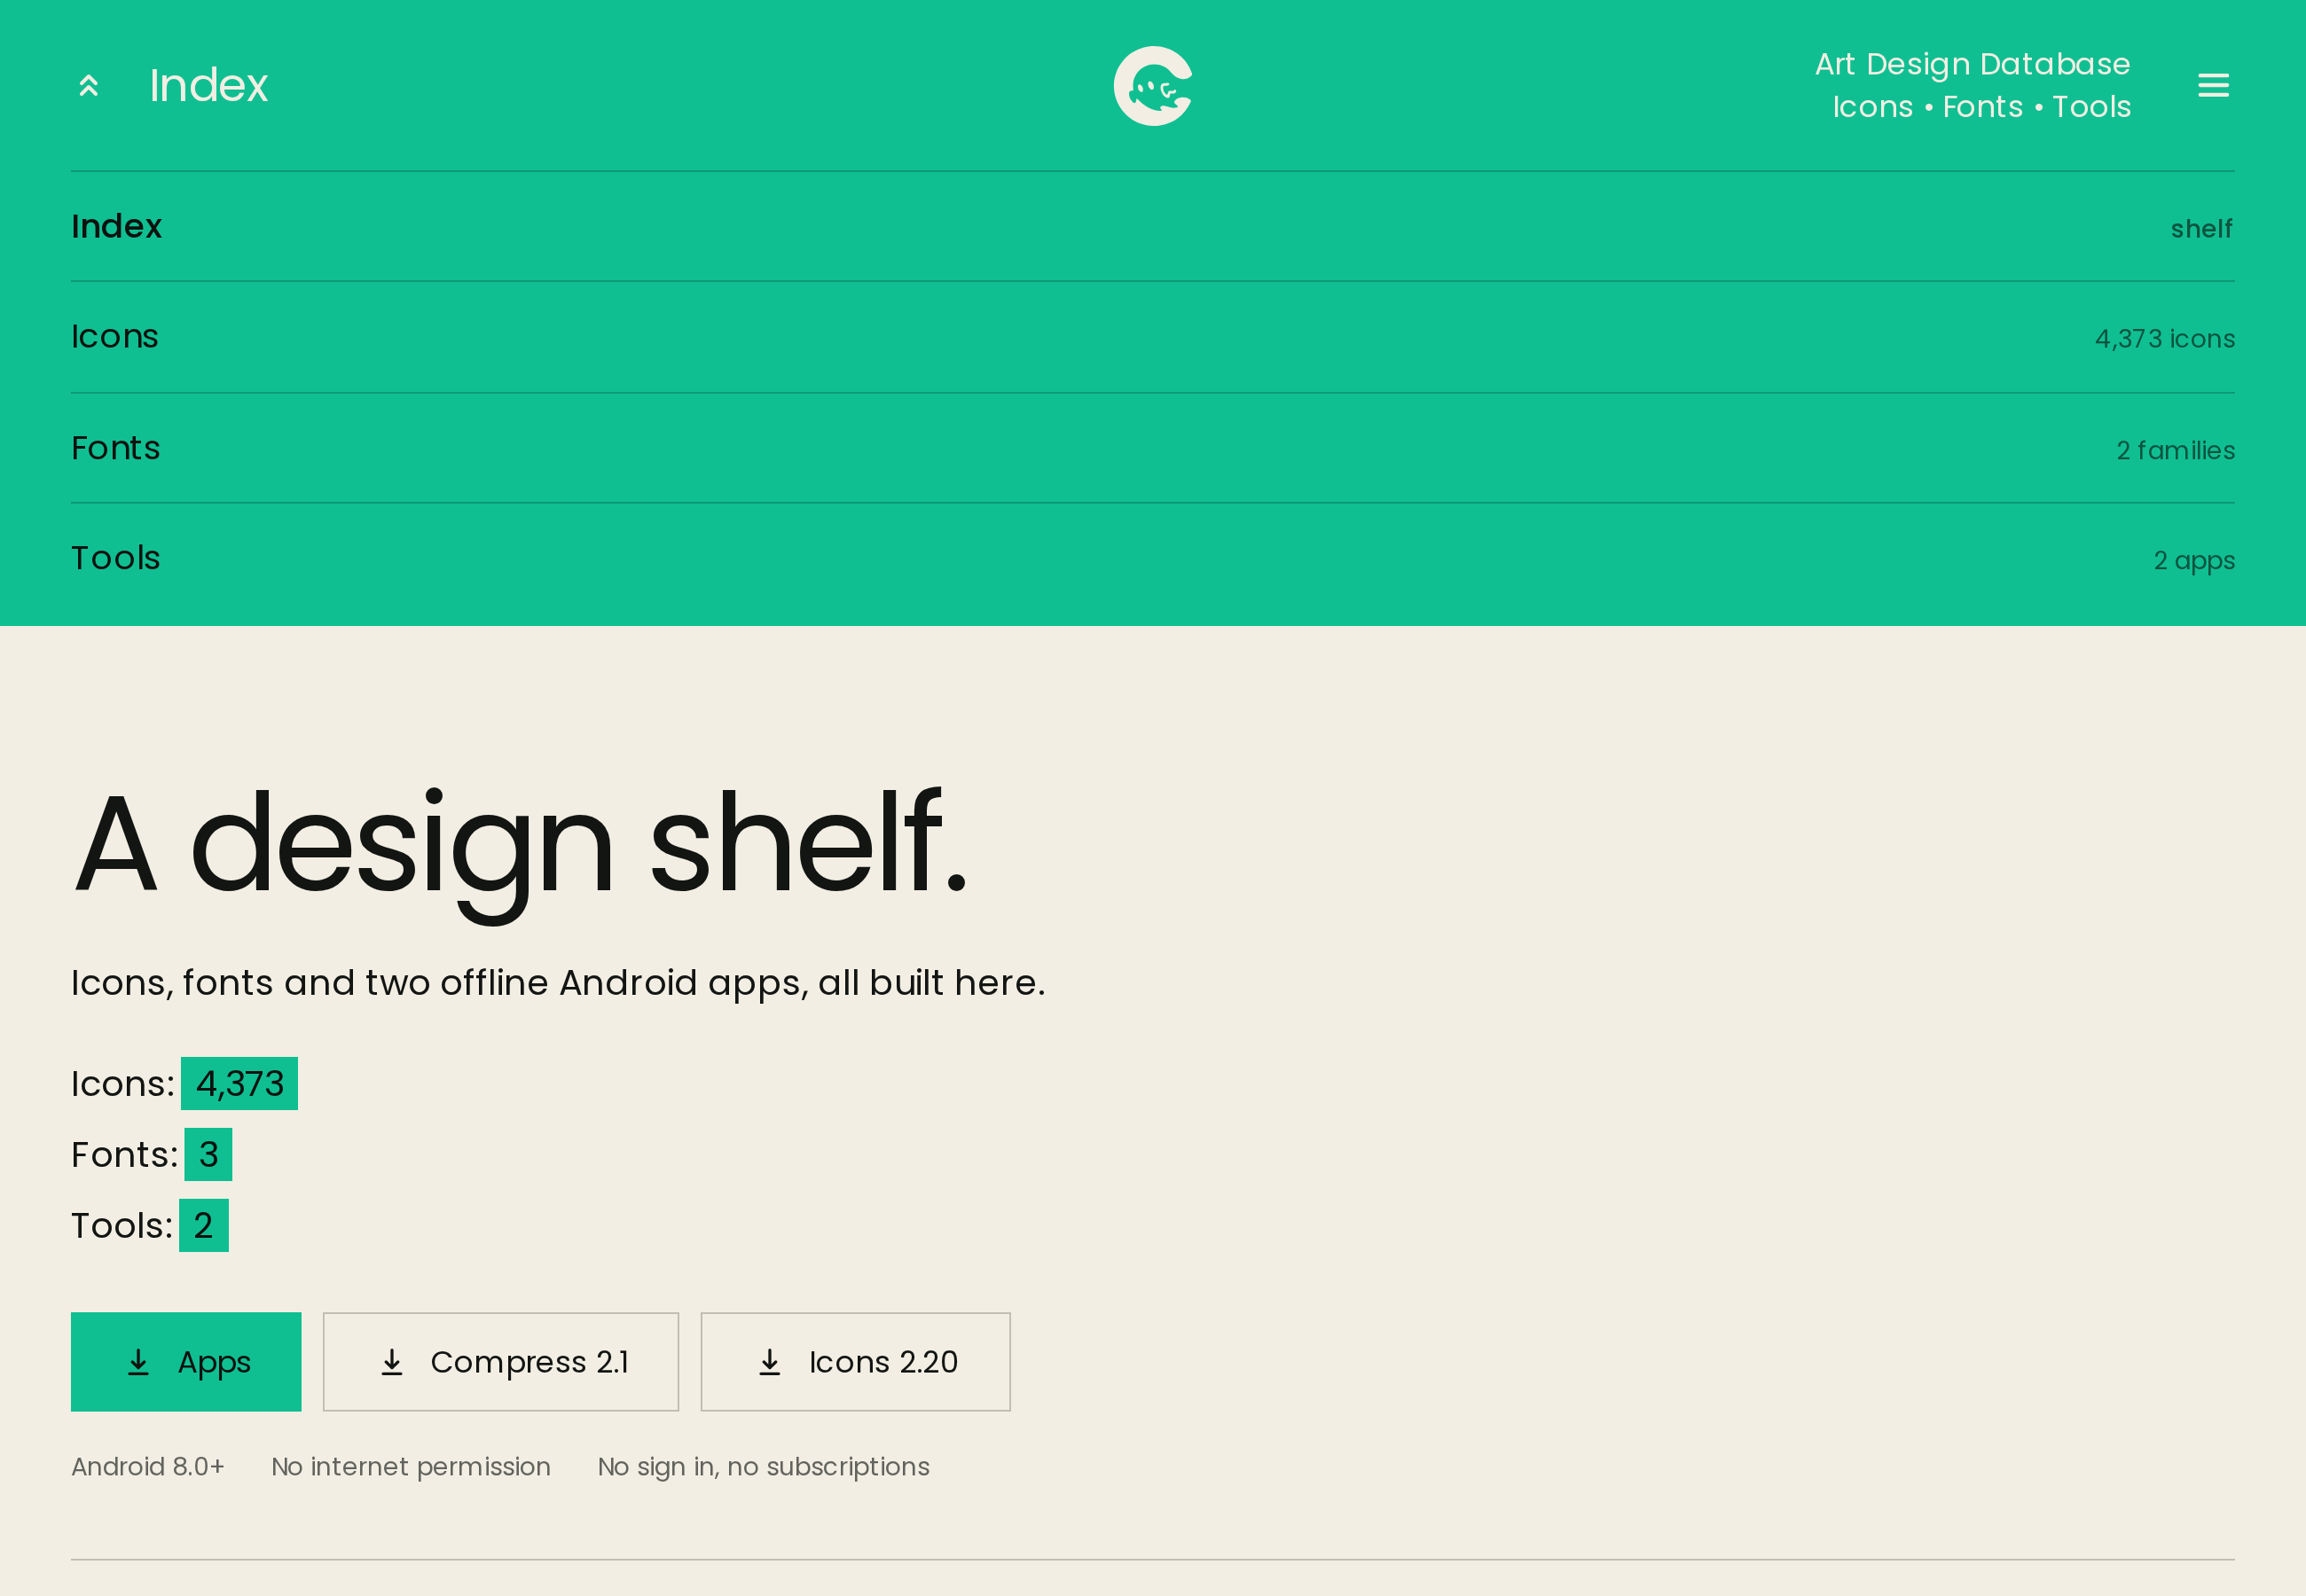 Index
Art Design Database
Icons • Fonts • Tools
Index
shelf
Icons
4,373 icons
Fonts
2 families
Tools
2 apps
A design shelf.
Icons, fonts and two offline Android apps, all built here.
Icons: 4,373
Fonts: 3
Tools: 2
Apps
Compress 2.1
Icons 2.20
Android 8.0+
No internet permission
No sign in, no subscriptions